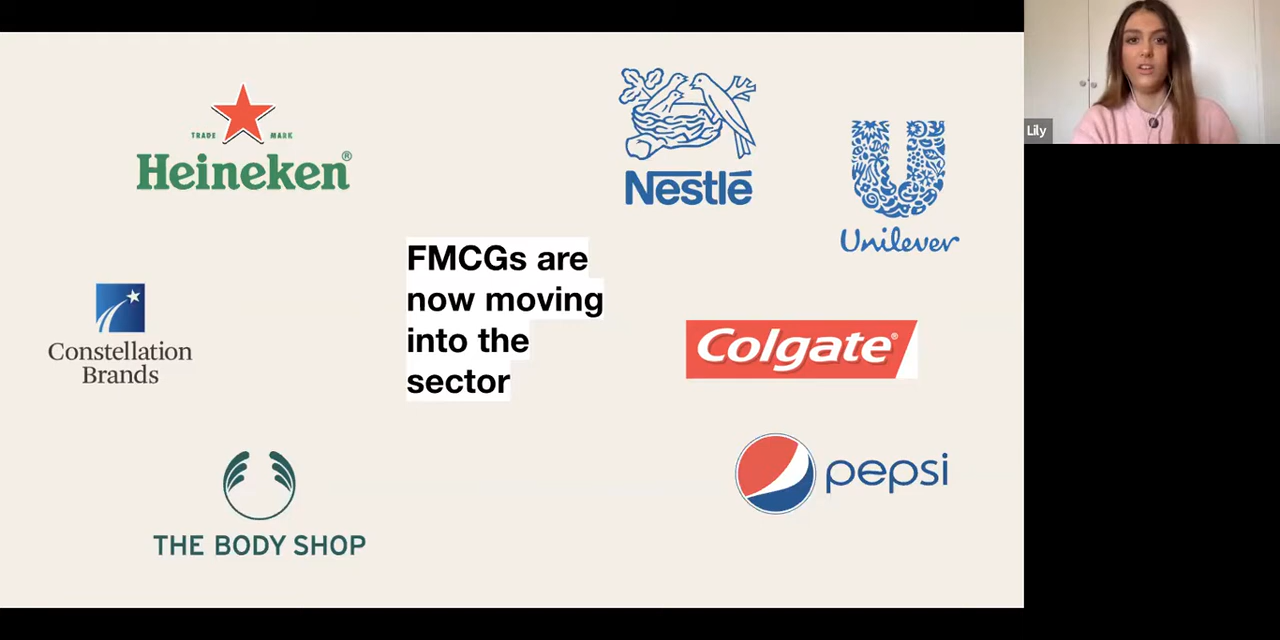 TRADE MARK
Heineken®
Nestlé
Unilever
Lily
FMCGs are
now moving
into the
sector
Constellation
Brands
Colgate®
pepsi
THE BODY SHOP